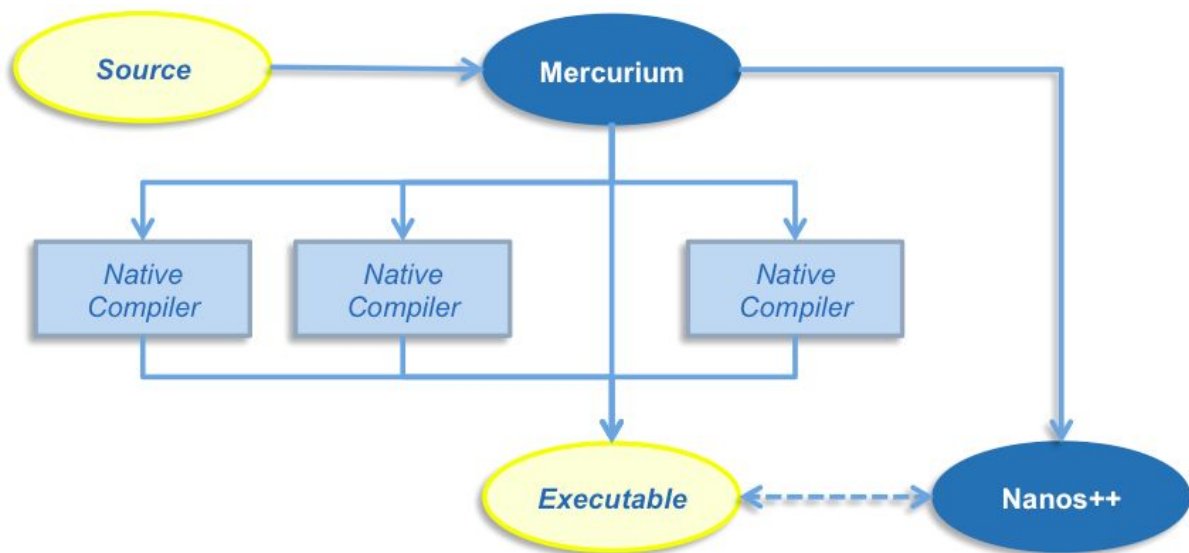 Source
Mercurium
Native
Compiler
Native
Compiler
Native
Compiler
Executable
Nanos++